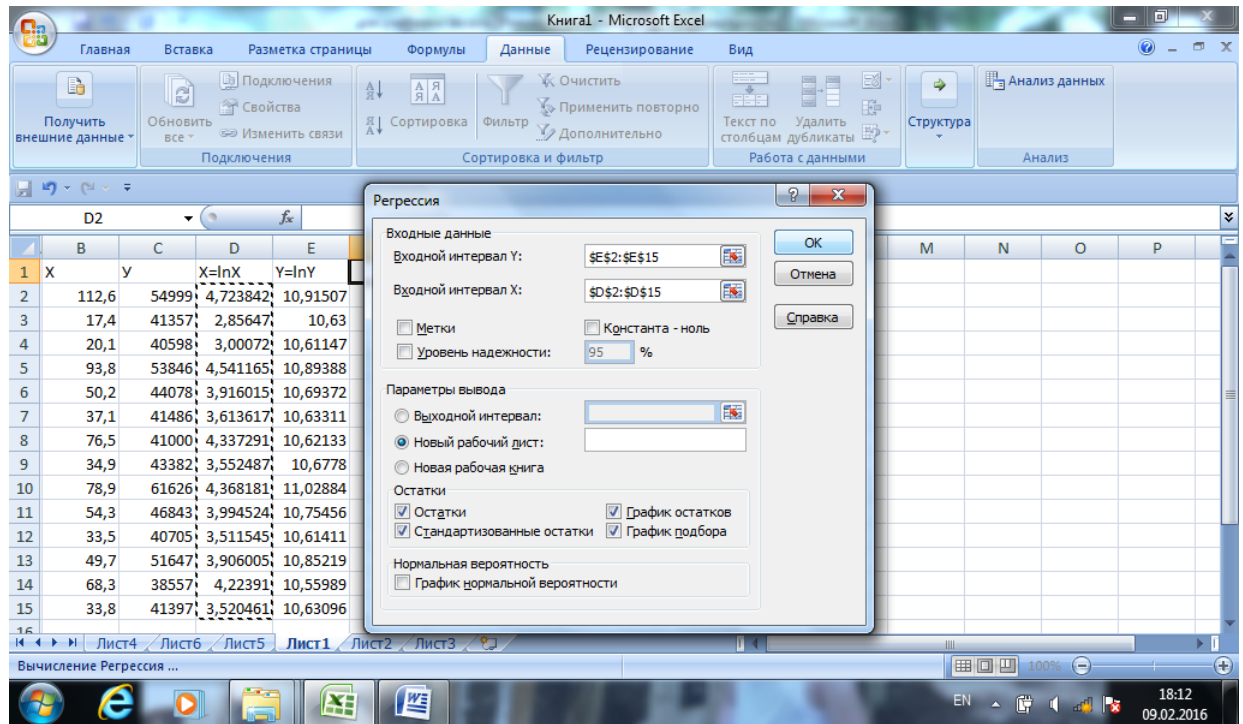 Книга1 - Microsoft Excel
Главная Вставка Разметка страницы Формулы Данные Рецензирование Вид
Получить внешние данные
Обновить все
Подключения
Свойства
Изменить связи
Подключения
Сортировка
Фильтр
Очистить
Применить повторно
Дополнительно
Сортировка и фильтр
Текст по столбцам
Удалить дубликаты
Работа с данными
Структура
Анализ данных
Анализ
D2 fx
B C D E M N O P
1 X У X=lnX Y=lnY
2 112,6 54999 4,723842 10,91507
3 17,4 41357 2,85647 10,63
4 20,1 40598 3,00072 10,61147
5 93,8 53846 4,541165 10,89388
6 50,2 44078 3,916015 10,69372
7 37,1 41486 3,613617 10,63311
8 76,5 41000 4,337291 10,62133
9 34,9 43382 3,552487 10,6778
10 78,9 61626 4,368181 11,02884
11 54,3 46843 3,994524 10,75456
12 33,5 40705 3,511545 10,61411
13 49,7 51647 3,906005 10,85219
14 68,3 38557 4,22391 10,55989
15 33,8 41397 3,520461 10,63096
16
Регрессия
Входные данные
Входной интервал Y: $E$2:$E$15
Входной интервал X: $D$2:$D$15
Метки Константа - ноль
Уровень надежности: 95 %
OK
Отмена
Справка
Параметры вывода
Выходной интервал:
Новый рабочий лист:
Новая рабочая книга
Остатки
Остатки График остатков
Стандартизованные остатки График подбора
Нормальная вероятность
График нормальной вероятности
Лист4 Лист6 Лист5 Лист1 Лист2 Лист3
Вычисление Регрессия ... 100%
EN 18:12
09.02.2016